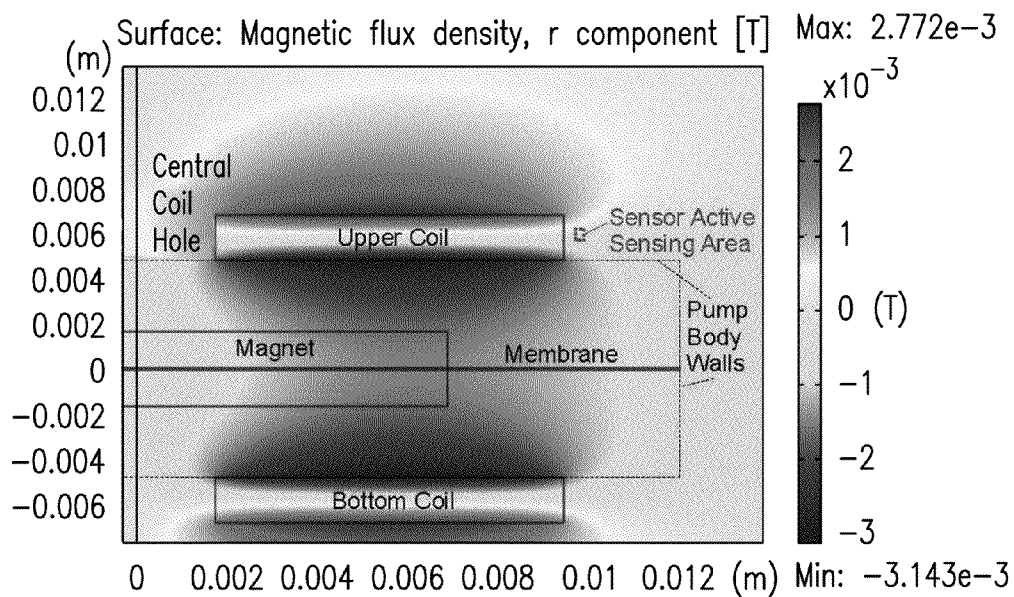 Surface: Magnetic flux density, r component [T]
Max: 2.772e-3
(m)
0.012
0.01
0.008
0.006
0.004
0.002
0
−0.002
−0.004
−0.006
Central
Coil
Hole
Upper Coil
Sensor Active
Sensing Area
Magnet
Membrane
Pump
Body
Walls
Bottom Coil
x10⁻³
2
1
0 (T)
−1
−2
−3
0 0.002 0.004 0.006 0.008 0.01 0.012 (m)
Min: −3.143e-3